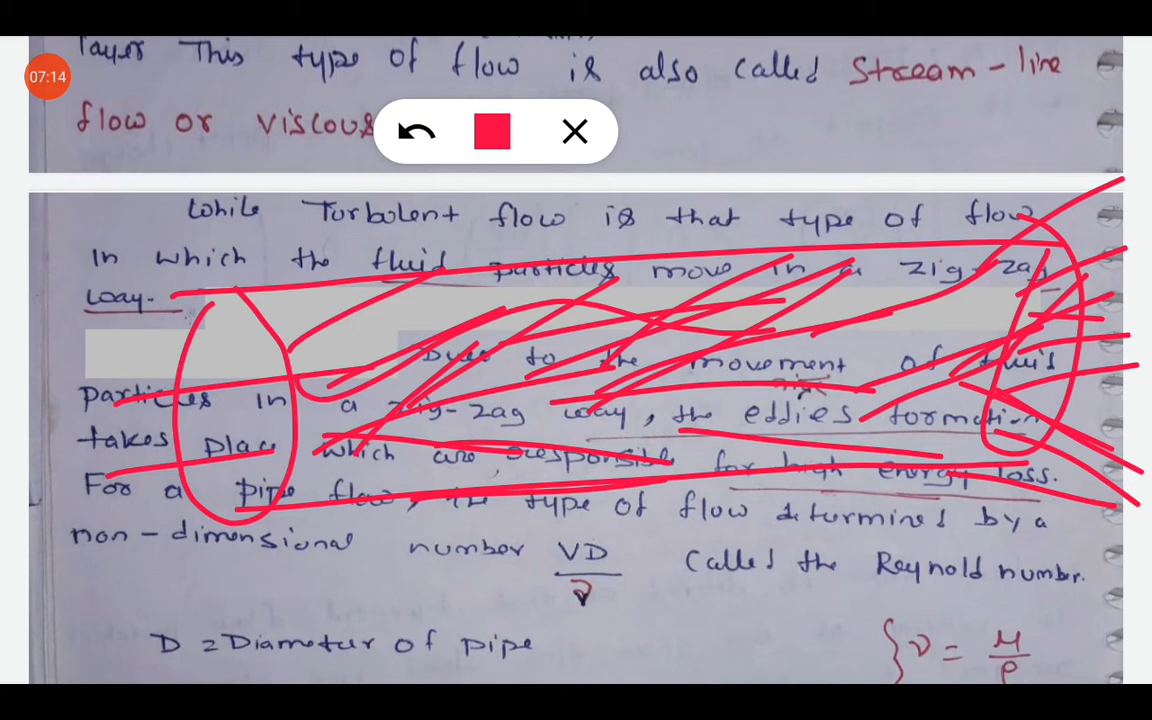 layer This type of flow is also called Stream-line
07:14
flow or viscous
While Turbulent flow is that type of flow
In which the fluid particles move in a zig-zag
way.
Due to the movement of fluid
particles in a zig-zag way, the eddies formation
takes place which are responsible for high energy loss.
For a pipe flow, the type of flow determined by a
non-dimensional number VD/ν Called the Reynold number.
D = Diameter of pipe
} ν = μ/ρ